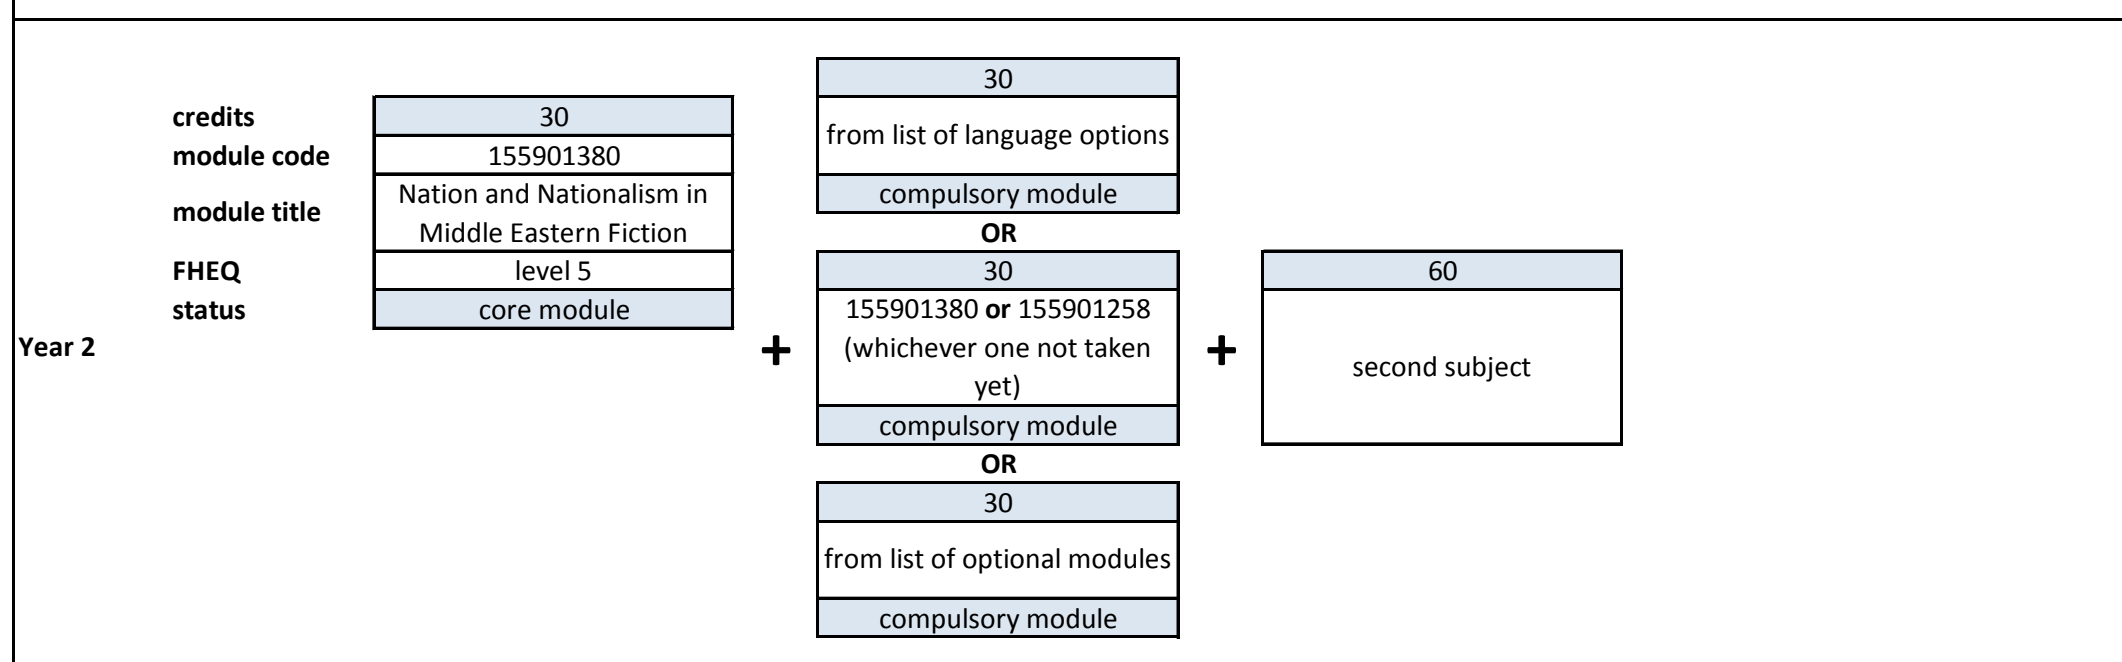 Year 2
credits
module code
module title
FHEQ
status
30
155901380
Nation and Nationalism in
Middle Eastern Fiction
level 5
core module
+
30
from list of language options
compulsory module
OR
30
155901380 or 155901258
(whichever one not taken
yet)
compulsory module
OR
30
from list of optional modules
compulsory module
+
60
second subject